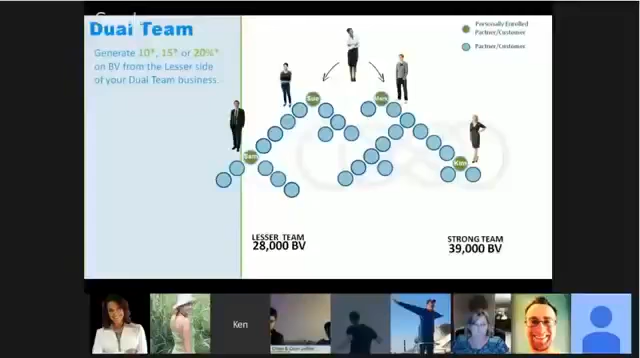 Dual Team
Generate 10*, 15* or 20%*
on BV from the Lesser side
of your Dual Team business.
Personally Enrolled
Partner/Customer
Partner/Customer
Sue
Sam
Kim
LESSER TEAM
28,000 BV
STRONG TEAM
39,000 BV
Ken